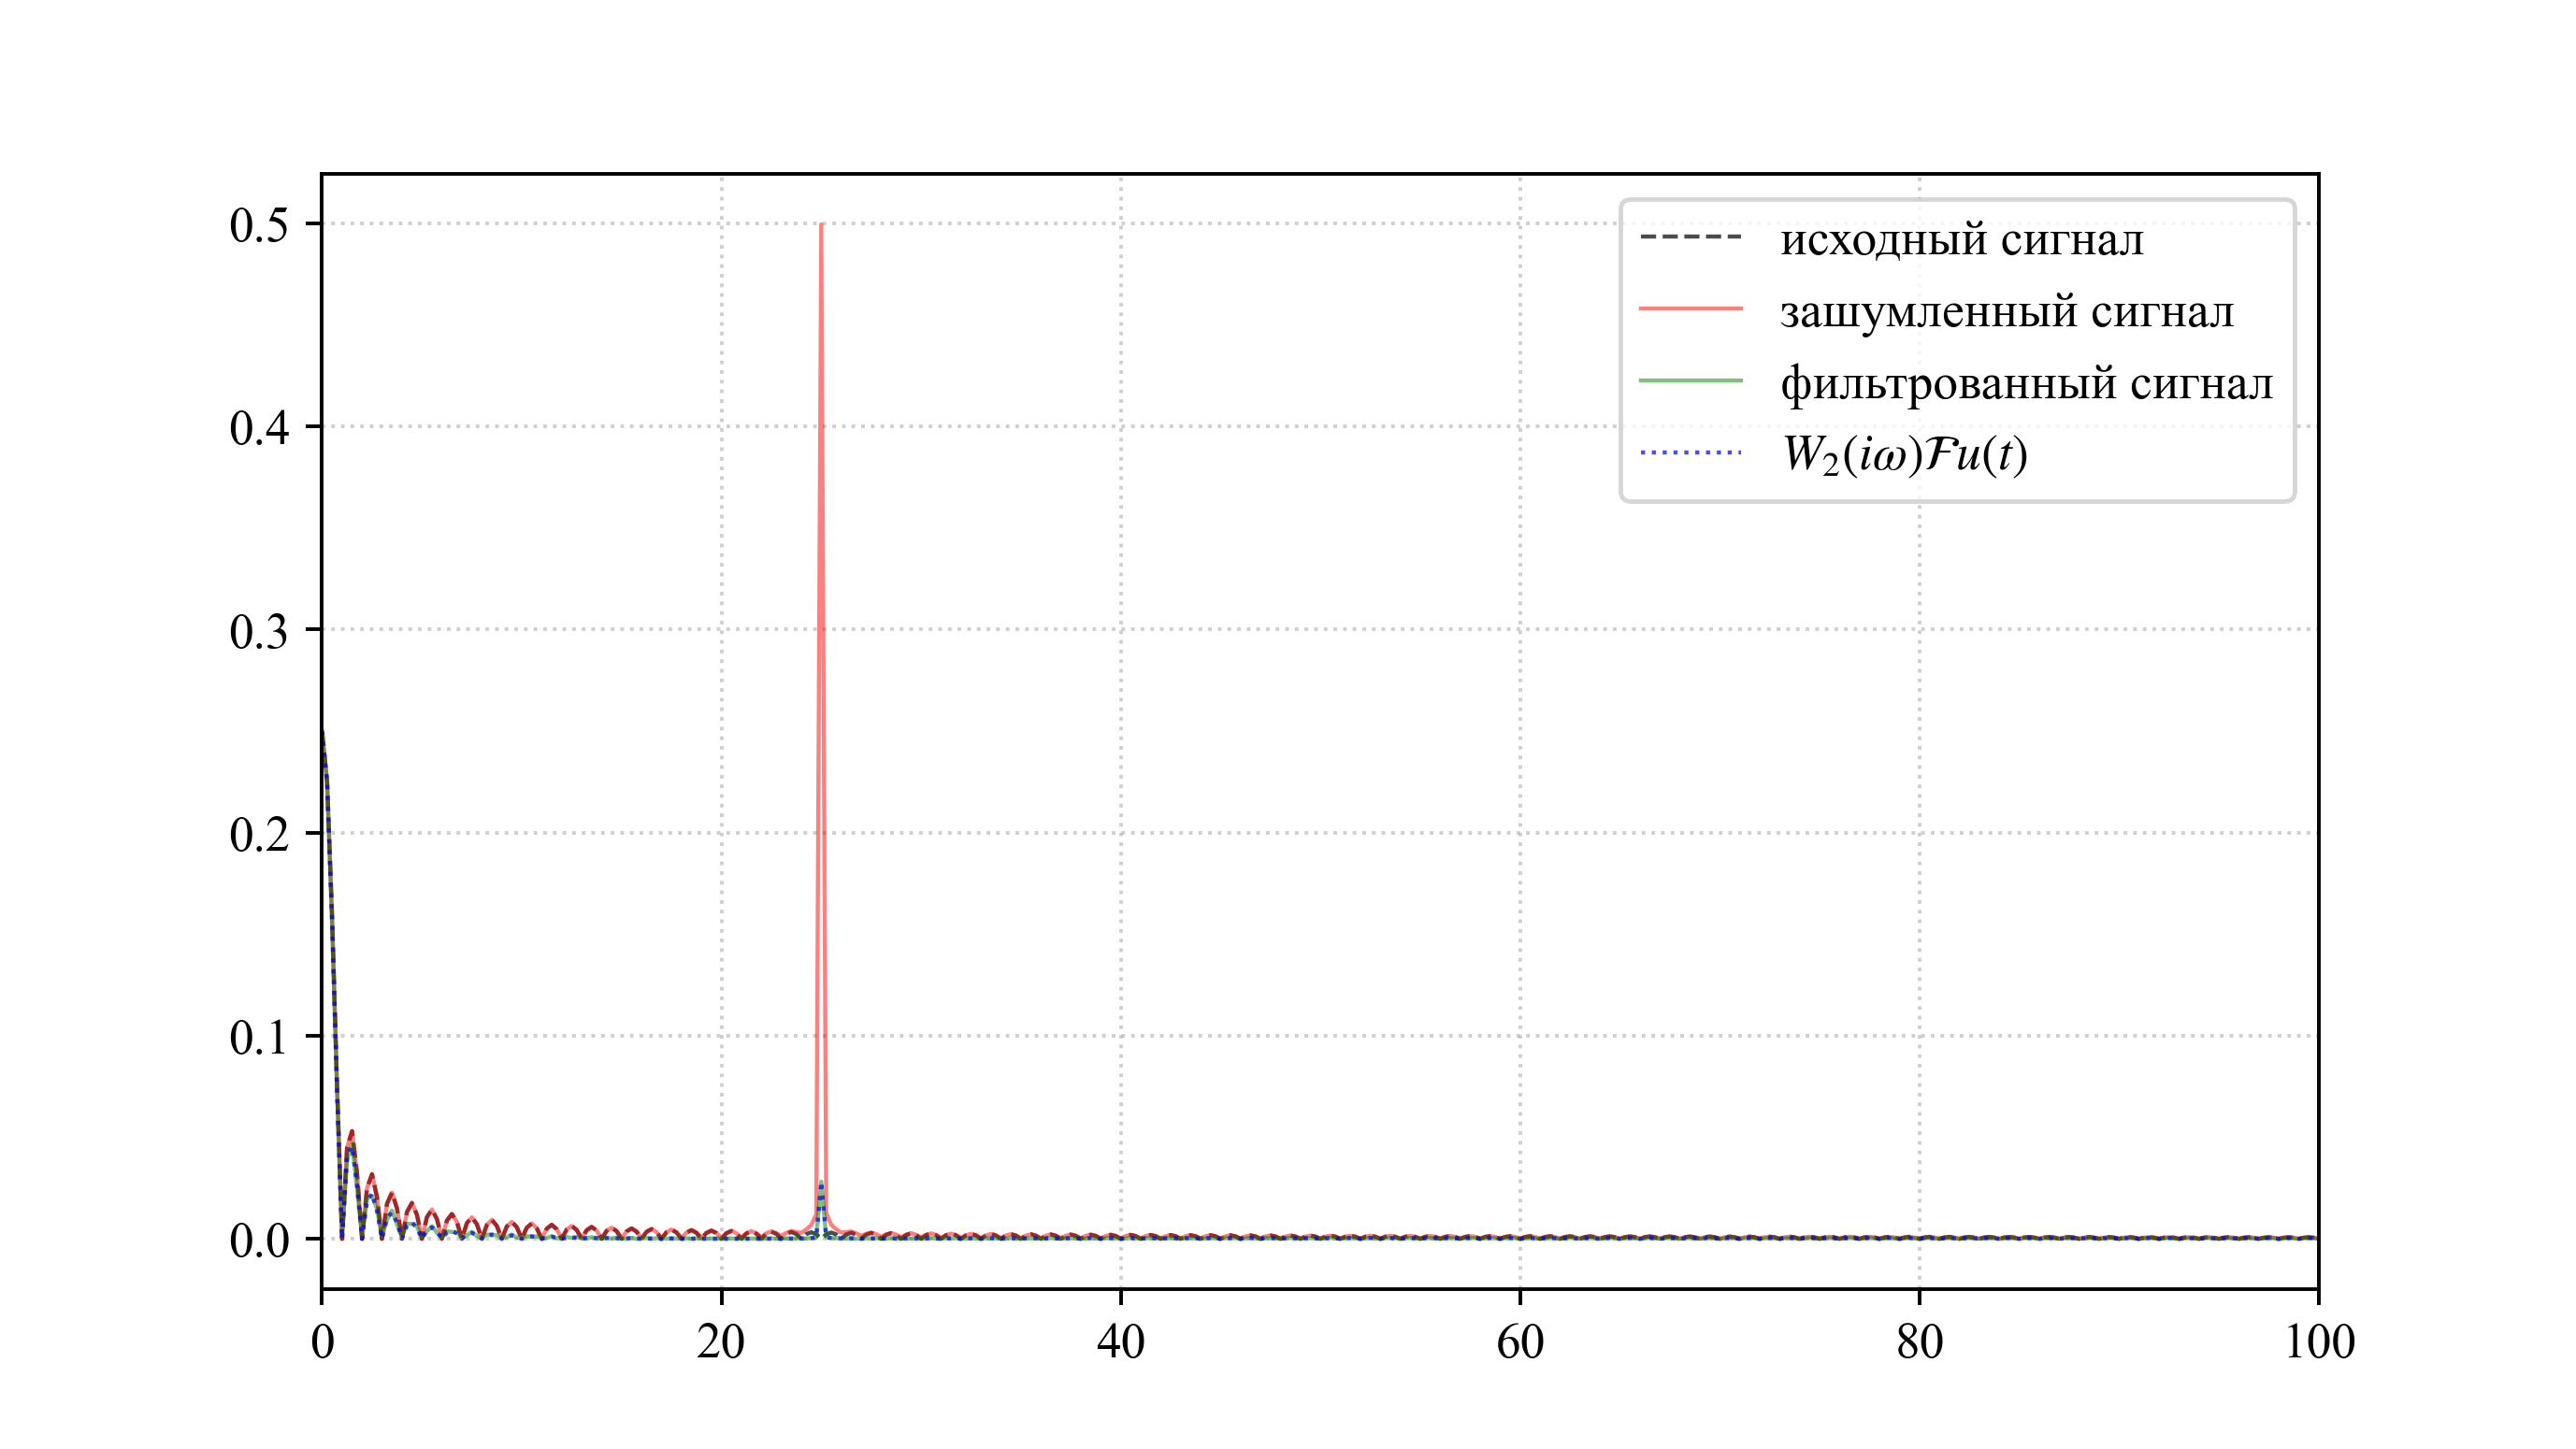 0.5
0.4
0.3
0.2
0.1
0.0
0 20 40 60 80 100
исходный сигнал
зашумленный сигнал
фильтрованный сигнал
W₂(iω)ℱu(t)